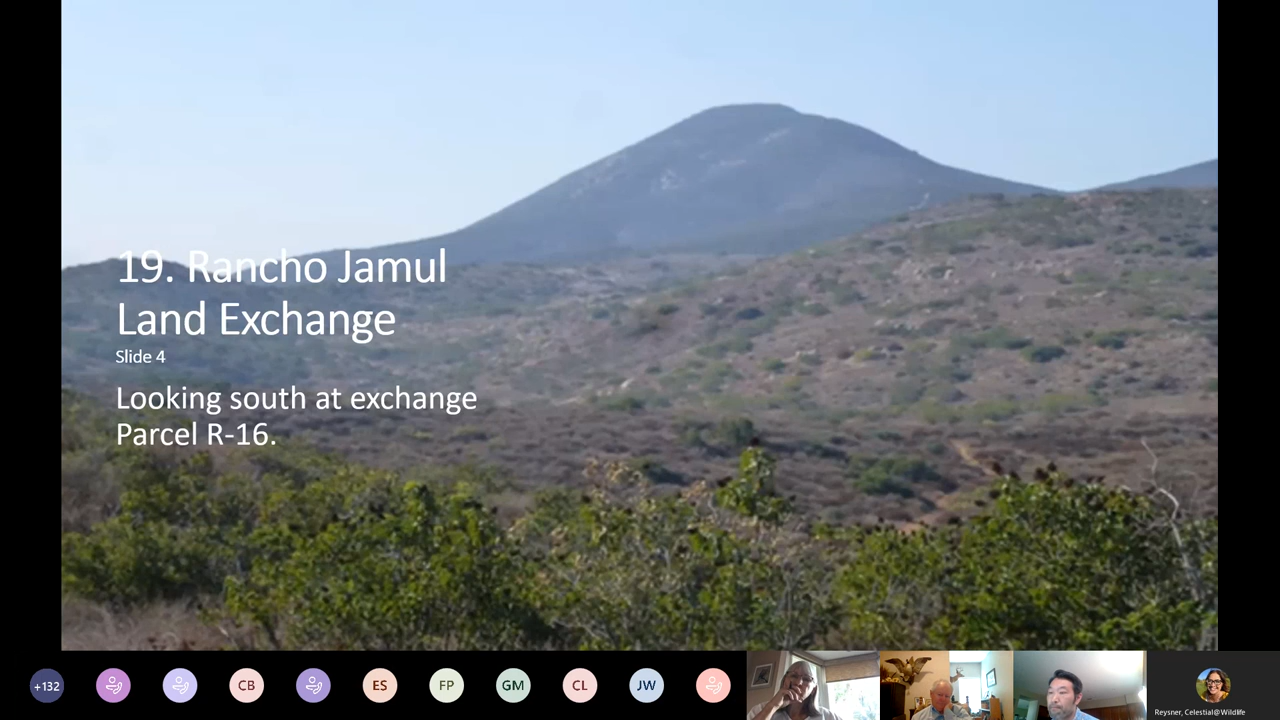 19. Rancho Jamul
Land Exchange
Slide 4
Looking south at exchange
Parcel R-16.
+132
CB
ES
FP
GM
CL
JW
Reysner, Celestial@Wildlife